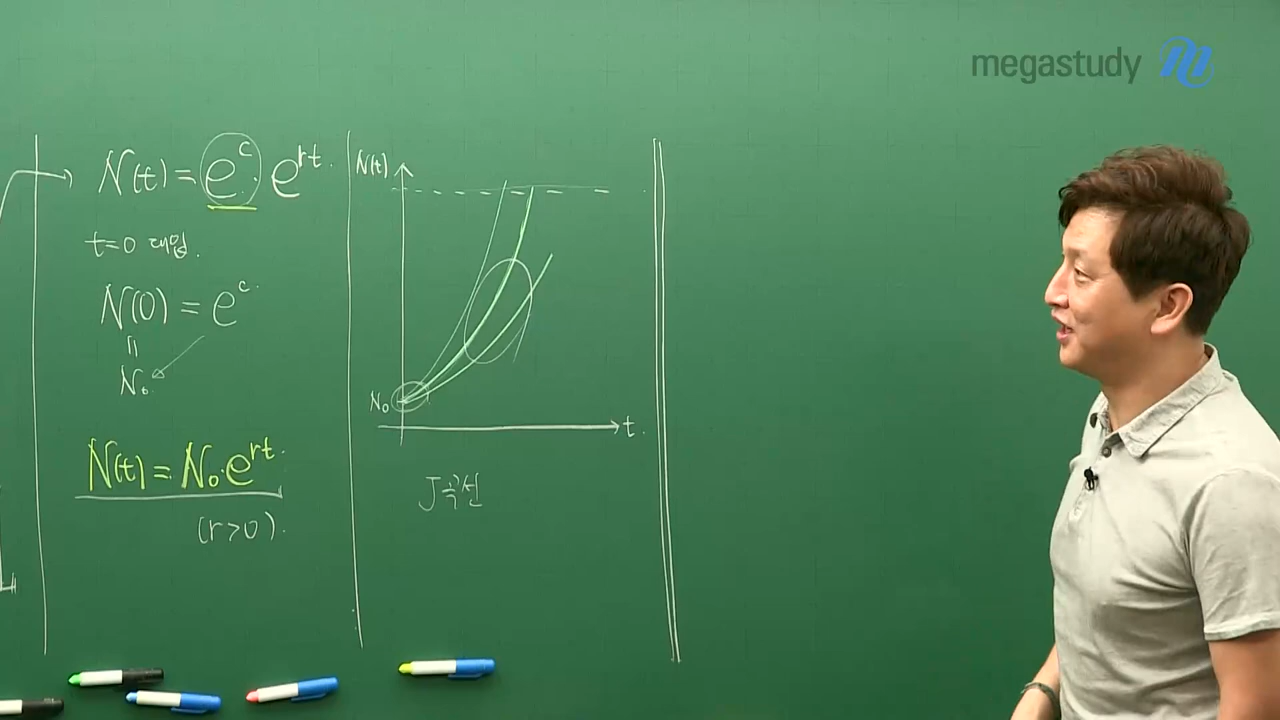 megastudy
N(t) = e^c · e^{rt}.
t=0 대입.
N(0) = e^c.
=
N₀.
N(t) = N₀·e^{rt}.
(r>0).
N(t)
N₀
t.
J곡선